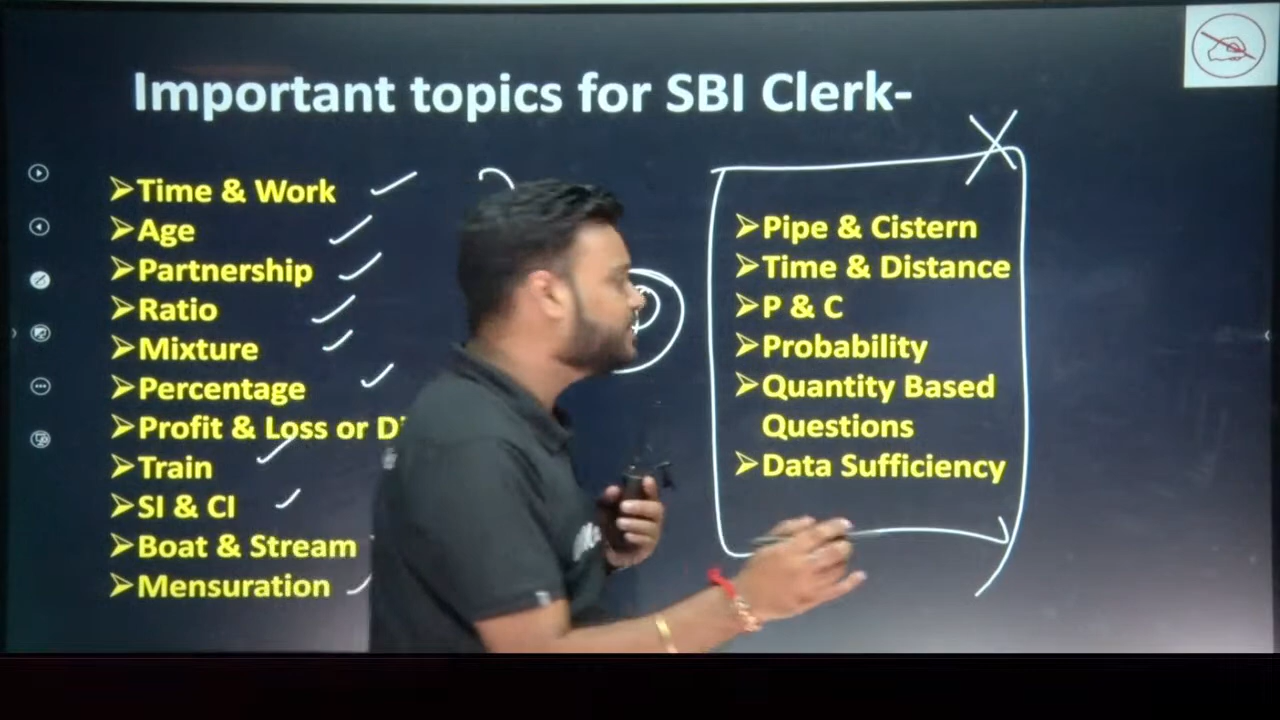 Important topics for SBI Clerk-
➢Time & Work
➢Age
➢Partnership
➢Ratio
➢Mixture
➢Percentage
➢Profit & Loss or
➢Train
➢SI & CI
➢Boat & Stream
➢Mensuration
➢Pipe & Cistern
➢Time & Distance
➢P & C
➢Probability
➢Quantity Based
Questions
➢Data Sufficiency